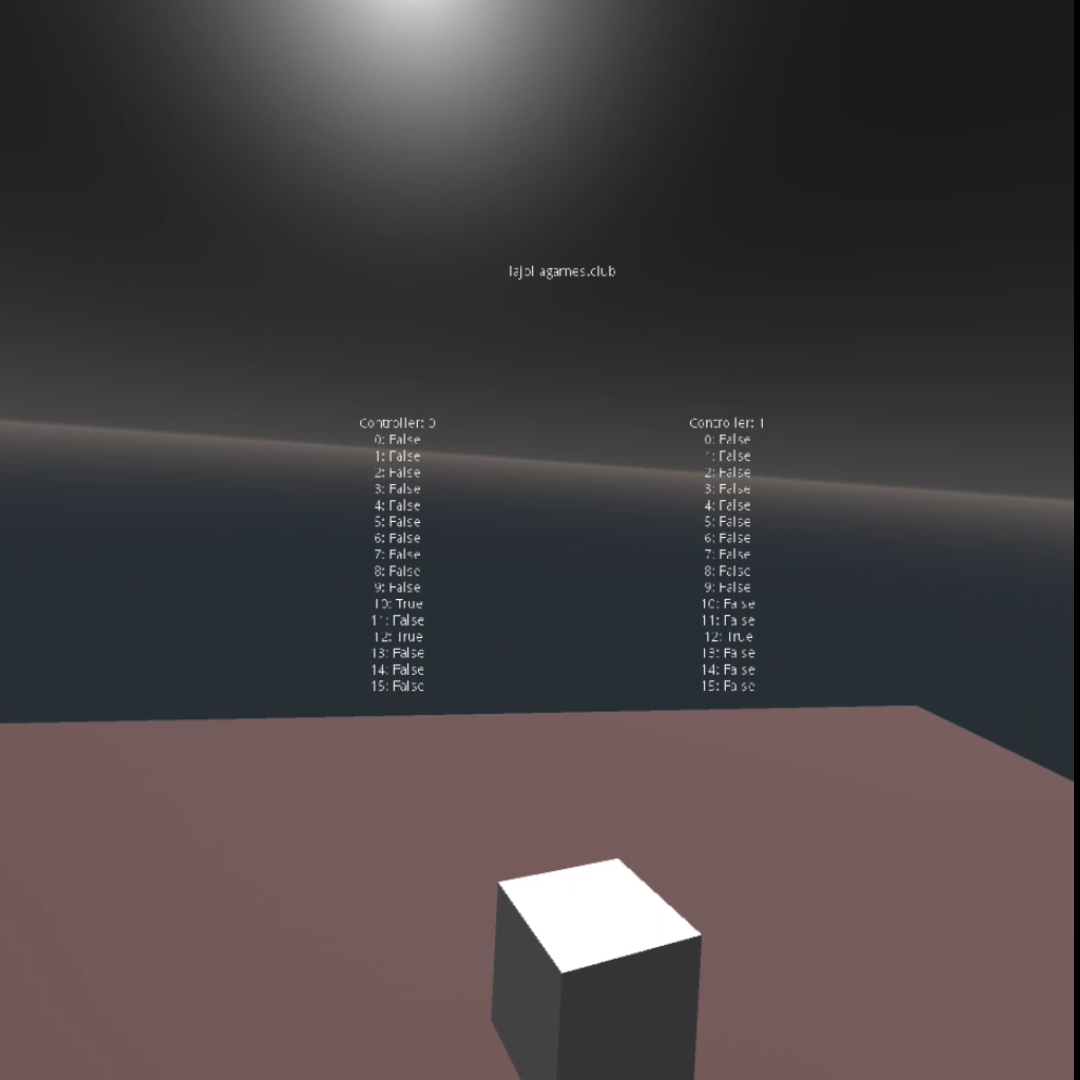 lajollagames.club
Controller: 0
0: False
1: False
2: False
3: False
4: False
5: False
6: False
7: False
8: False
9: False
10: True
11: False
12: True
13: False
14: False
15: False
Controller: 1
0: False
1: False
2: False
3: False
4: False
5: False
6: False
7: False
8: False
9: False
10: False
11: False
12: True
13: False
14: False
15: False